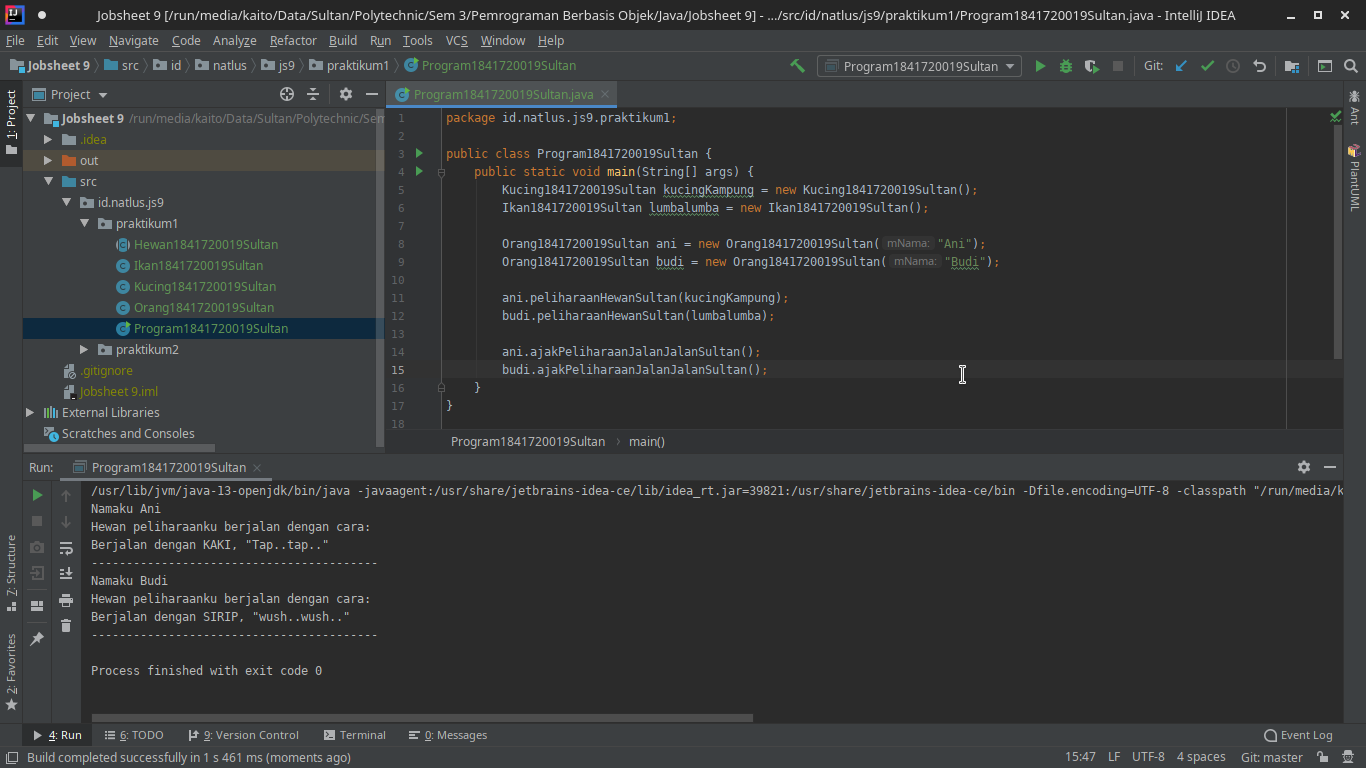 Jobsheet 9 [/run/media/kaito/Data/Sultan/Polytechnic/Sem 3/Pemrograman Berbasis Objek/Java/Jobsheet 9] - .../src/id/natlus/js9/praktikum1/Program1841720019Sultan.java - IntelliJ IDEA
File Edit View Navigate Code Analyze Refactor Build Run Tools VCS Window Help
Jobsheet 9 src id natlus js9 praktikum1 Program1841720019Sultan
Program1841720019Sultan
Git:
1: Project
Project
Jobsheet 9 /run/media/kaito/Data/Sultan/Polytechnic/Sem
.idea
out
src
id.natlus.js9
praktikum1
Hewan1841720019Sultan
Ikan1841720019Sultan
Kucing1841720019Sultan
Orang1841720019Sultan
Program1841720019Sultan
praktikum2
.gitignore
Jobsheet 9.iml
External Libraries
Scratches and Consoles
Program1841720019Sultan.java
1 package id.natlus.js9.praktikum1;
2
3 public class Program1841720019Sultan {
4 public static void main(String[] args) {
5 Kucing1841720019Sultan kucingKampung = new Kucing1841720019Sultan();
6 Ikan1841720019Sultan lumbalumba = new Ikan1841720019Sultan();
7
8 Orang1841720019Sultan ani = new Orang1841720019Sultan( mNama: "Ani");
9 Orang1841720019Sultan budi = new Orang1841720019Sultan( mNama: "Budi");
10
11 ani.peliharaanHewanSultan(kucingKampung);
12 budi.peliharaanHewanSultan(lumbalumba);
13
14 ani.ajakPeliharaanJalanJalanSultan();
15 budi.ajakPeliharaanJalanJalanSultan();
16 }
17 }
18
Program1841720019Sultan main()
Ant
PlantUML
Run: Program1841720019Sultan
/usr/lib/jvm/java-13-openjdk/bin/java -javaagent:/usr/share/jetbrains-idea-ce/lib/idea_rt.jar=39821:/usr/share/jetbrains-idea-ce/bin -Dfile.encoding=UTF-8 -classpath "/run/media/k
Namaku Ani
Hewan peliharaanku berjalan dengan cara:
Berjalan dengan KAKI, "Tap..tap.."
----------------------------------------
Namaku Budi
Hewan peliharaanku berjalan dengan cara:
Berjalan dengan SIRIP, "wush..wush.."
----------------------------------------
Process finished with exit code 0
7: Structure
2: Favorites
4: Run 6: TODO 9: Version Control Terminal 0: Messages Event Log
Build completed successfully in 1 s 461 ms (moments ago) 15:47 LF UTF-8 4 spaces Git: master